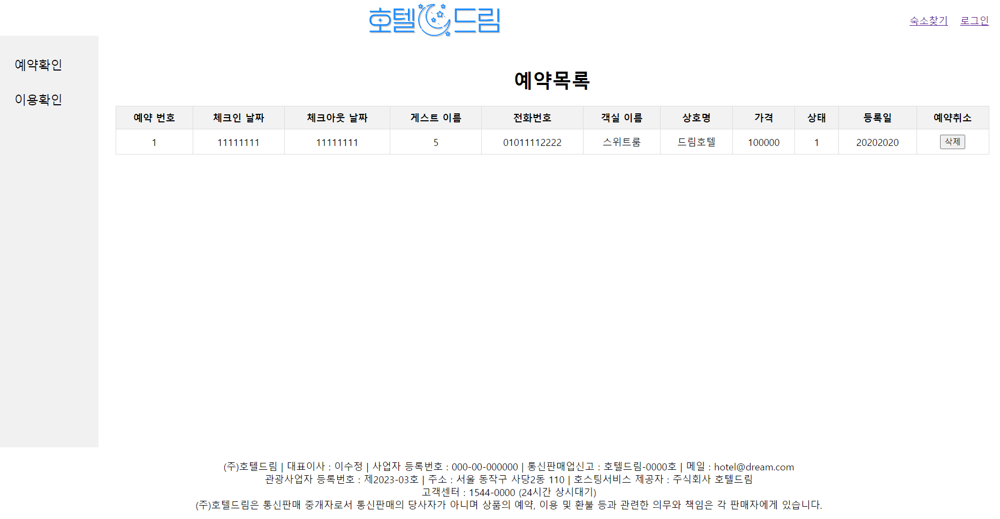 호텔드림
숙소찾기 로그인
예약확인
이용확인
예약목록
예약 번호 체크인 날짜 체크아웃 날짜 게스트 이름 전화번호 객실 이름 상호명 가격 상태 등록일 예약취소
1 11111111 11111111 5 01011112222 스위트룸 드림호텔 100000 1 20202020 삭제
(주)호텔드림 | 대표이사 : 이수정 | 사업자 등록번호 : 000-00-000000 | 통신판매업신고 : 호텔드림-0000호 | 메일 : hotel@dream.com
관광사업자 등록번호 : 제2023-03호 | 주소 : 서울 동작구 사당2동 110 | 호스팅서비스 제공자 : 주식회사 호텔드림
고객센터 : 1544-0000 (24시간 상시대기)
(주)호텔드림은 통신판매 중개자로서 통신판매의 당사자가 아니며 상품의 예약, 이용 및 환불 등과 관련한 의무와 책임은 각 판매자에게 있습니다.